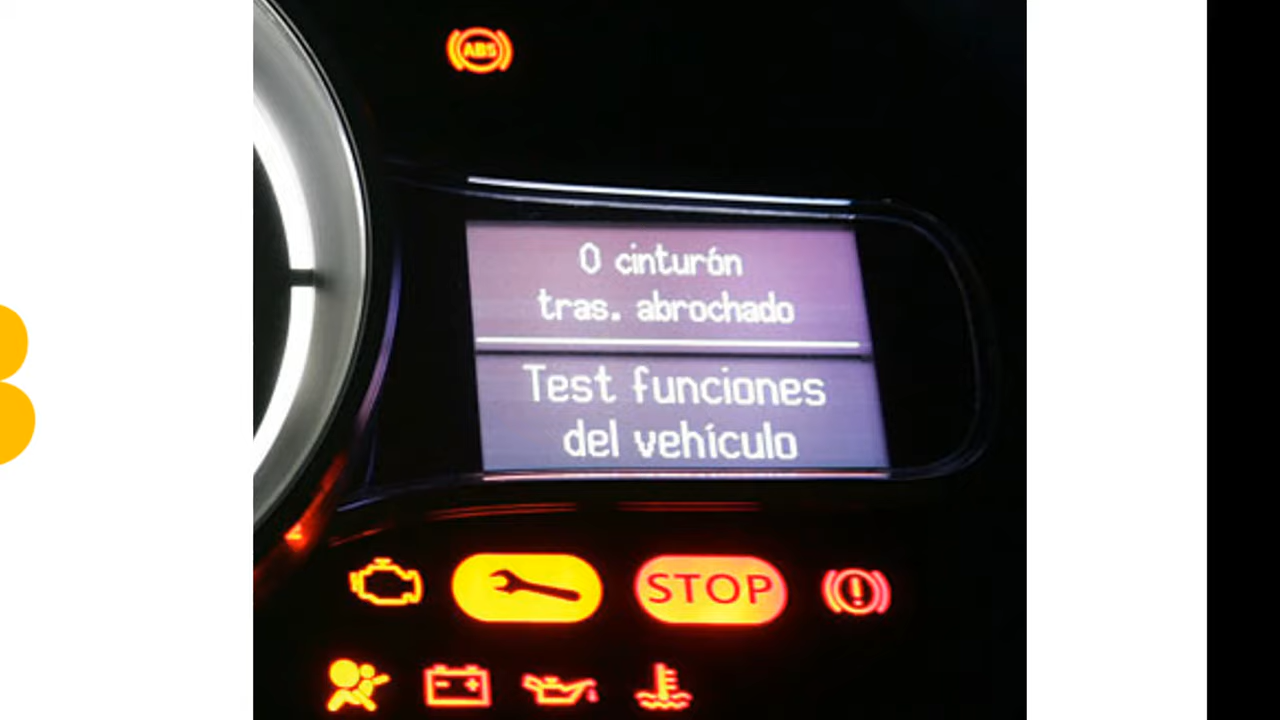 ABS
0 cinturón
tras. abrochado
Test funciones
del vehículo
STOP